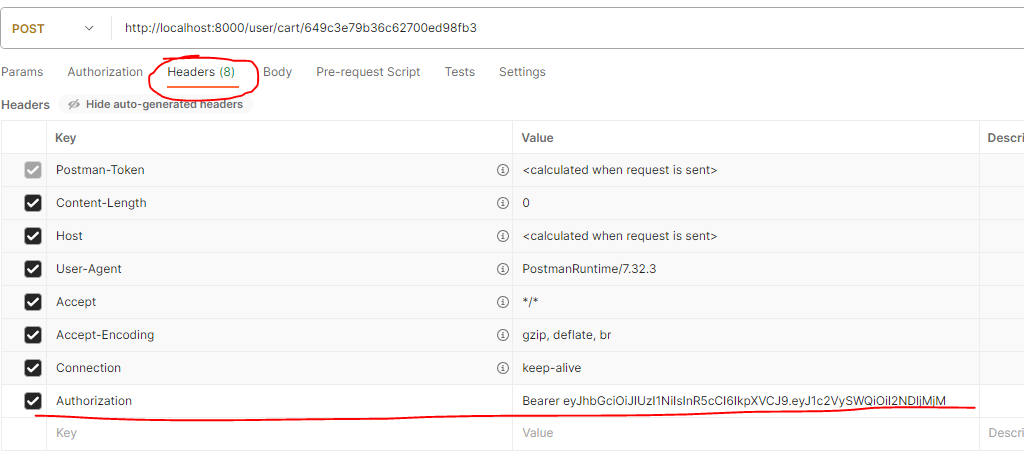 POST http://localhost:8000/user/cart/649c3e79b36c62700ed98fb3
Params Authorization Headers (8) Body Pre-request Script Tests Settings
Headers Hide auto-generated headers
Key Value Descri
Postman-Token <calculated when request is sent>
Content-Length 0
Host <calculated when request is sent>
User-Agent PostmanRuntime/7.32.3
Accept */*
Accept-Encoding gzip, deflate, br
Connection keep-alive
Authorization Bearer eyJhbGciOiJIUzI1NiIsInR5cCI6IkpXVCJ9.eyJ1c2VySWQiOiI2NDljMjM
Key Value Descri